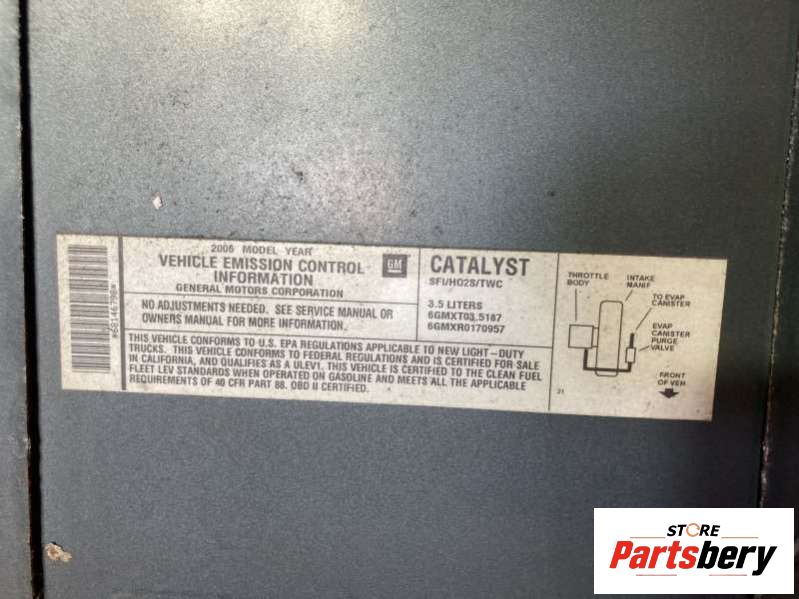 *68146798*
2006 MODEL YEAR
VEHICLE EMISSION CONTROL
INFORMATION
GENERAL MOTORS CORPORATION
GM
NO ADJUSTMENTS NEEDED. SEE SERVICE MANUAL OR
OWNERS MANUAL FOR MORE INFORMATION.
CATALYST
SFI/HO2S/TWC
3.5 LITERS
6GMXT03.5187
6GMXR0170957
THIS VEHICLE CONFORMS TO U.S. EPA REGULATIONS APPLICABLE TO NEW LIGHT-DUTY
TRUCKS. THIS VEHICLE CONFORMS TO FEDERAL REGULATIONS AND IS CERTIFIED FOR SALE
IN CALIFORNIA, AND QUALIFIES AS A ULEV1. THIS VEHICLE IS CERTIFIED TO THE CLEAN FUEL
FLEET LEV STANDARDS WHEN OPERATED ON GASOLINE AND MEETS ALL THE APPLICABLE
REQUIREMENTS OF 40 CFR PART 88. OBD II CERTIFIED.
THROTTLE
BODY
INTAKE
MANIF
TO EVAP
CANISTER
EVAP
CANISTER
PURGE
VALVE
FRONT
OF VEH
21
STORE
Partsbery